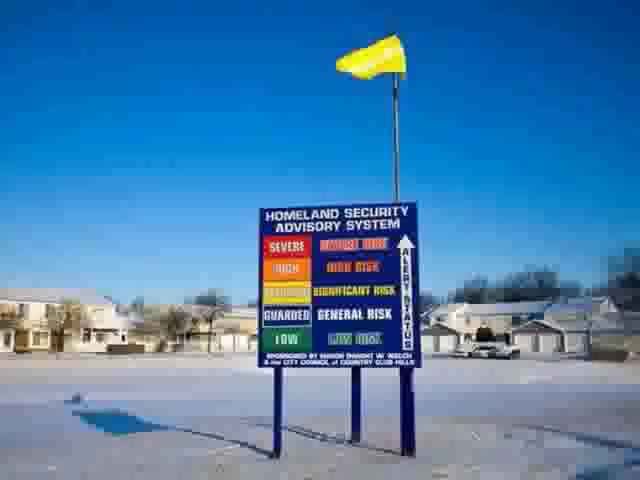 HOMELAND SECURITY
ADVISORY SYSTEM
SEVERE SEVERE RISK
HIGH HIGH RISK
ELEVATED SIGNIFICANT RISK
GUARDED GENERAL RISK
LOW LOW RISK
ALERT STATUS
SPONSORED BY MAYOR DWIGHT W. WELCH
& THE CITY COUNCIL of COUNTRY CLUB HILLS